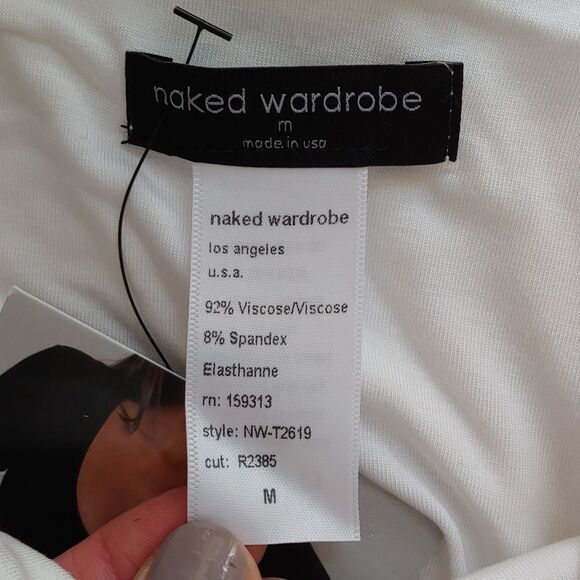 naked wardrobe
m
made in usa
naked wardrobe
los angeles
u.s.a.
92% Viscose/Viscose
8% Spandex
Elasthanne
rn: 159313
style: NW-T2619
cut: R2385
M